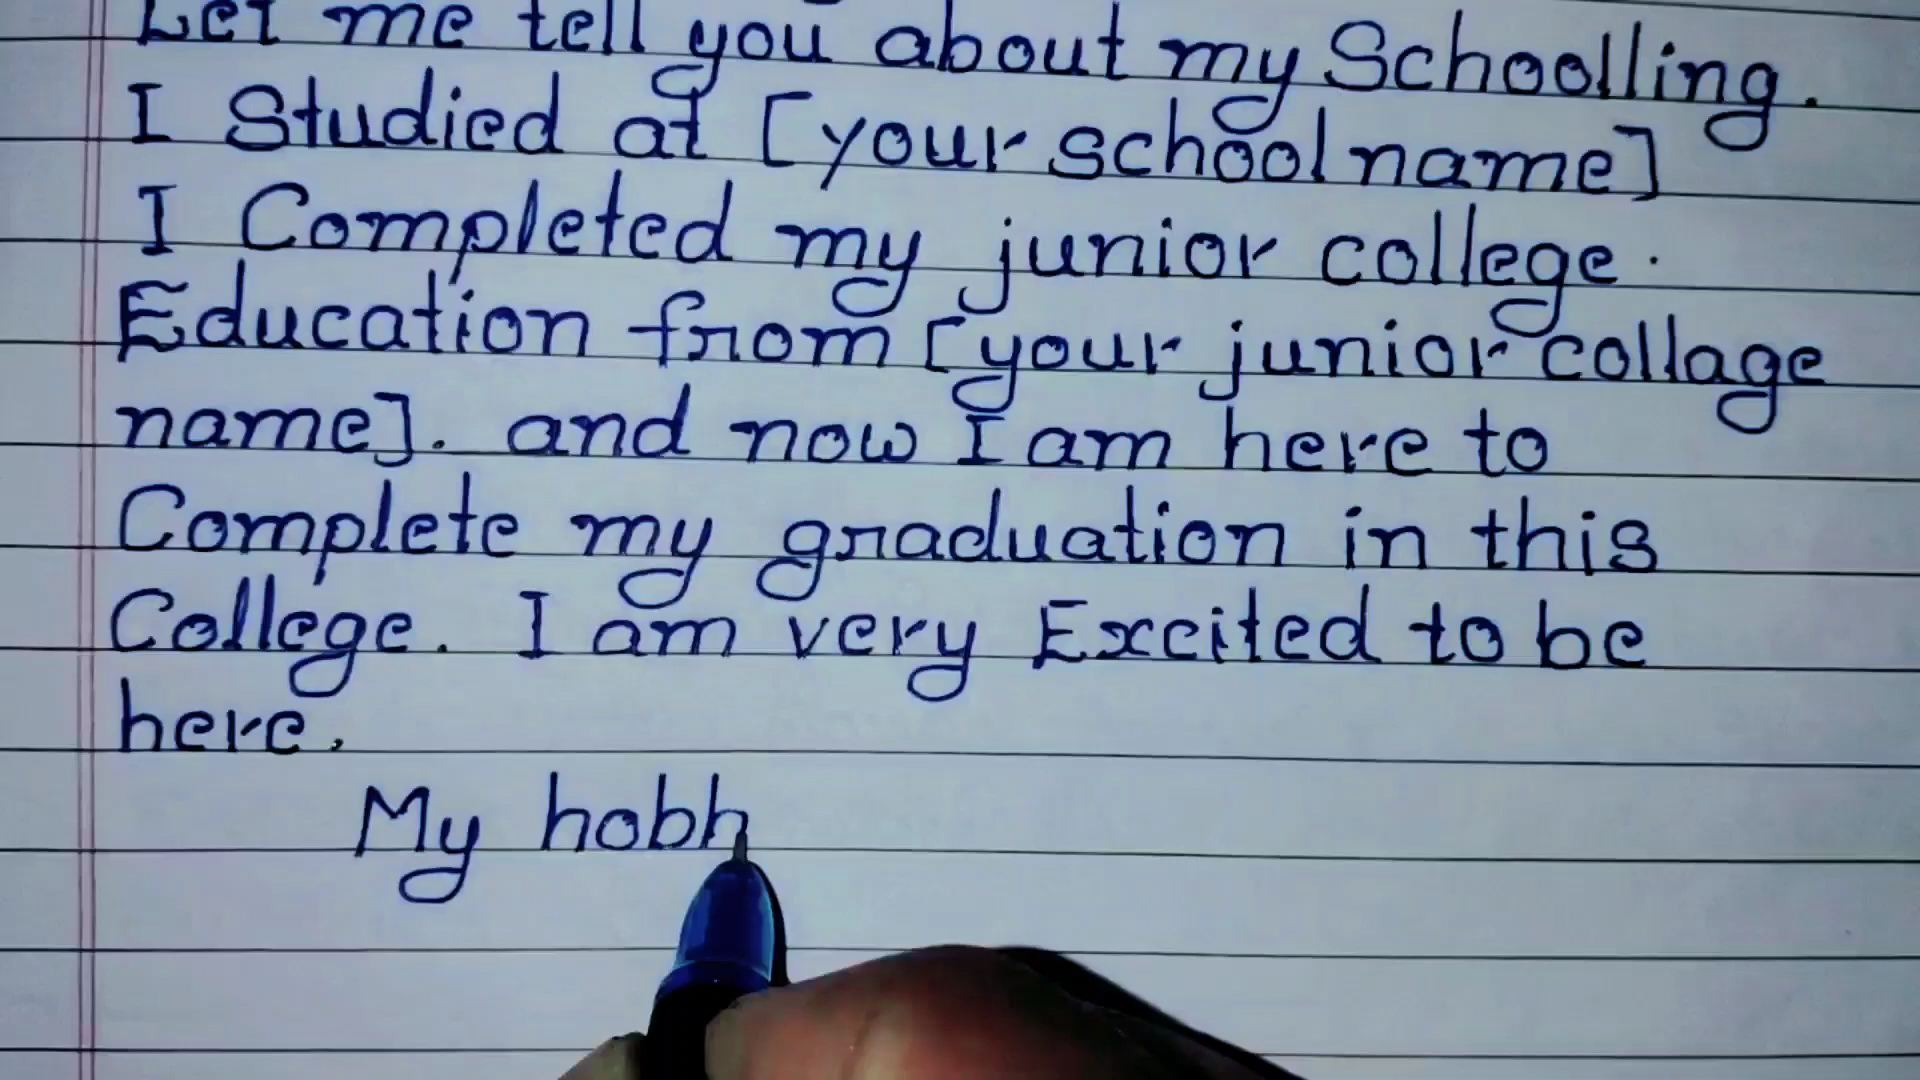 Let me tell you about my Schoolling.
I Studied at [your school name]
I Completed my junior college.
Education from [your junior collage
name]. and now I am here to
Complete my graduation in this
College. I am very Excited to be
here.
My hobb